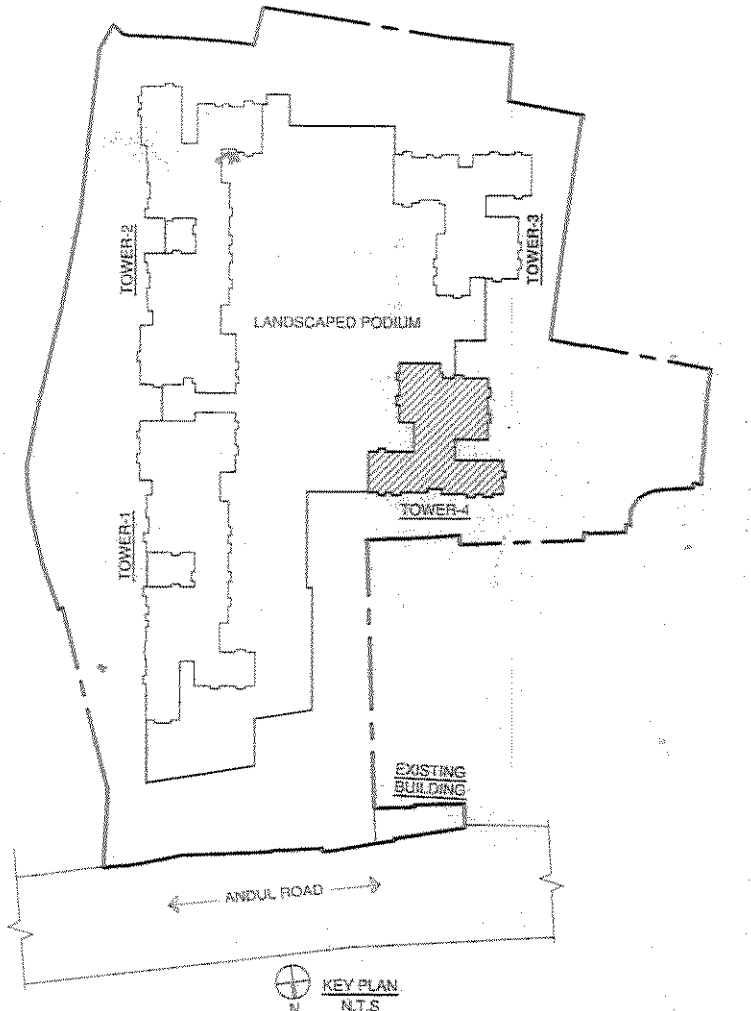 TOWER-2
TOWER-3
LANDSCAPED PODIUM
TOWER-1
TOWER-4
EXISTING
BUILDING
ANDUL ROAD
N
KEY PLAN
N.T.S